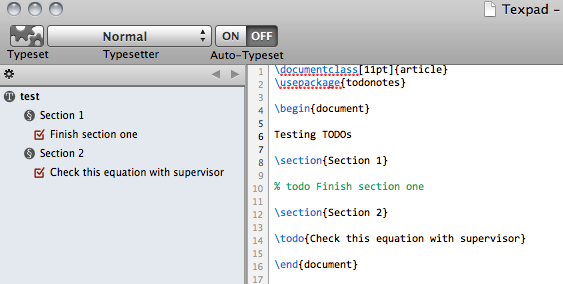 Texpad –
Normal
ON OFF
Typeset Typesetter Auto-Typeset
T test
§ Section 1
Finish section one
§ Section 2
Check this equation with supervisor
1 \documentclass[11pt]{article}
2 \usepackage{todonotes}
3
4 \begin{document}
5
6 Testing TODOs
7
8 \section{Section 1}
9
10 % todo Finish section one
11
12 \section{Section 2}
13
14 \todo{Check this equation with supervisor}
15
16 \end{document}
17